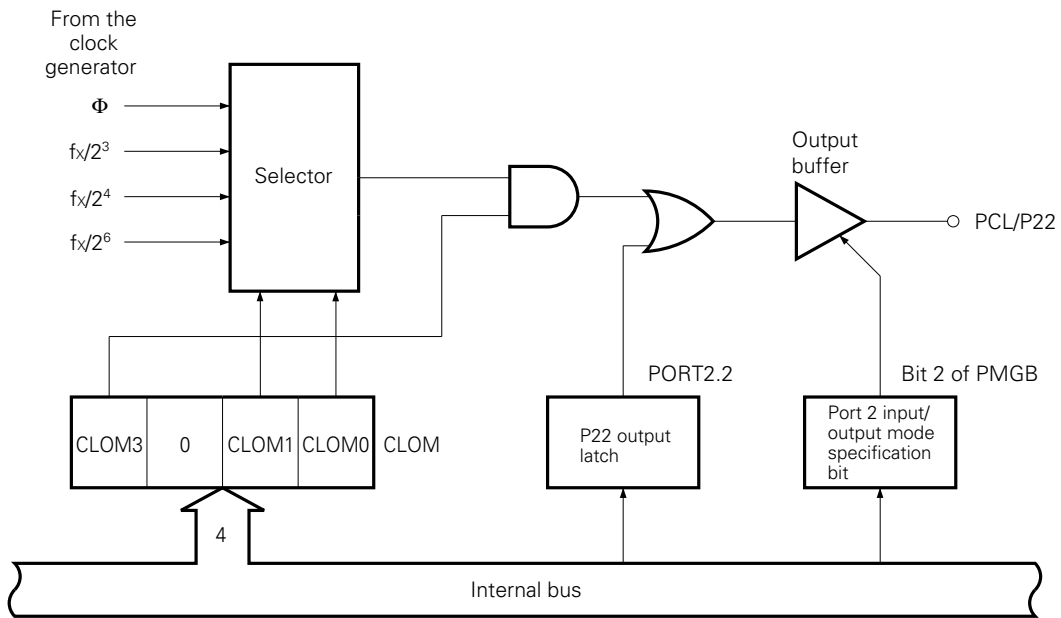 From the
clock
generator
Φ
fX/2³
fX/2⁴
fX/2⁶
Selector
Output
buffer
PCL/P22
PORT2.2
Bit 2 of PMGB
CLOM3
0
CLOM1
CLOM0
CLOM
P22 output
latch
Port 2 input/
output mode
specification
bit
4
Internal bus